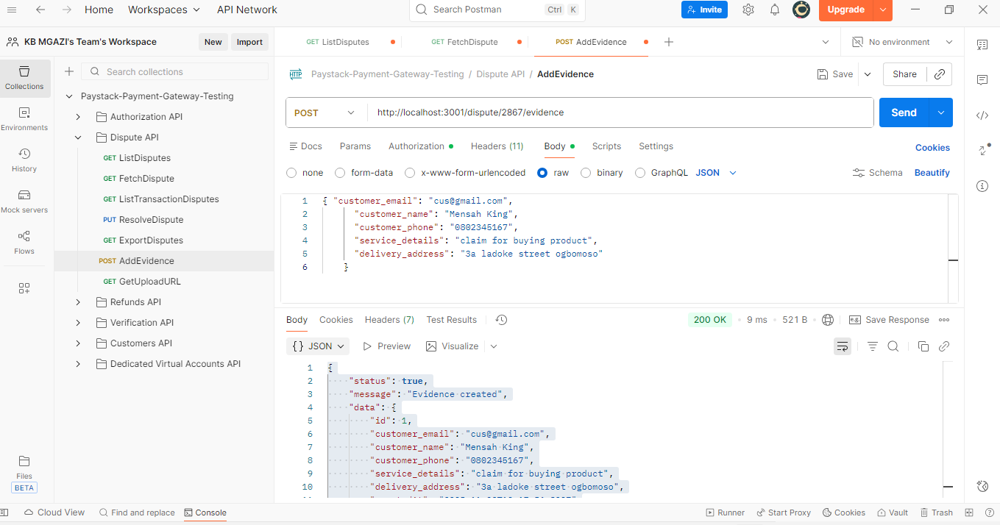 Home Workspaces API Network Search Postman Ctrl K Invite Upgrade
KB MGAZI's Team's Workspace New Import
GET ListDisputes GET FetchDispute POST AddEvidence No environment
Collections
Environments
History
Mock servers
Flows
Files
BETA
Search collections
Paystack-Payment-Gateway-Testing
Authorization API
Dispute API
GET ListDisputes
GET FetchDispute
GET ListTransactionDisputes
PUT ResolveDispute
GET ExportDisputes
POST AddEvidence
GET GetUploadURL
Refunds API
Verification API
Customers API
Dedicated Virtual Accounts API
HTTP Paystack-Payment-Gateway-Testing / Dispute API / AddEvidence Save Share
POST http://localhost:3001/dispute/2867/evidence Send
Docs Params Authorization Headers (11) Body Scripts Settings Cookies
none form-data x-www-form-urlencoded raw binary GraphQL JSON Schema Beautify
1 { "customer_email": "cus@gmail.com",
2 "customer_name": "Mensah King",
3 "customer_phone": "0802345167",
4 "service_details": "claim for buying product",
5 "delivery_address": "3a ladoke street ogbomoso"
6 }
Body Cookies Headers (7) Test Results 200 OK • 9 ms • 521 B • e.g. Save Response
{} JSON Preview Visualize
1 {
2 "status": true,
3 "message": "Evidence created",
4 "data": {
5 "id": 1,
6 "customer_email": "cus@gmail.com",
7 "customer_name": "Mensah King",
8 "customer_phone": "0802345167",
9 "service_details": "claim for buying product",
10 "delivery_address": "3a ladoke street ogbomoso",
Cloud View Find and replace Console Runner Start Proxy Cookies Vault Trash